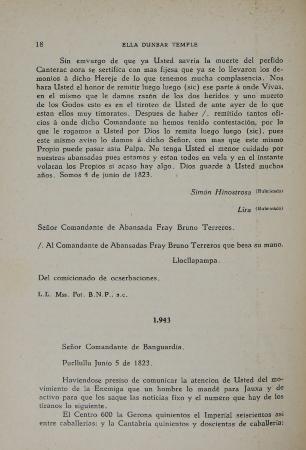 18 ELLA DUNBAR TEMPLE
Sin emvargo de que ya Usted savria la muerte del perfido
Canterac aora se sertifica con mas fijesa que ya se lo llevaron los de-
monios á dicho Hereje de lo que tenemos mucha complasencia. Nos
hara Usted el honor de remitir luego luego (sic) ese parte á onde Vivas,
en el mismo que le damos razón de los dos heridos y uno muerto
de los Godos esto es en el tiroteo de Usted de ante ayer de lo que
estan ellos muy timoratos. Despues de haber /. remitido tantos ofi-
cios á onde dicho Comandante no hemos tenido contestación, por la
que le rogamos a Usted por Dios lo remita luego luego (sic), pues
este mismo aviso lo damos á dicho Señor, con mas que este mismo
Propio puede pasar asta Palpa. No tenga Usted el menor cuidado por
nuestras abansadas pues estamos y estan todos en vela y en el instante
volaran los Propios si acaso hay algo. Dios guarde á Usted muchos
años. Somos 4 de junio de 1823.
Simón Hinostrosa (Rubricado)
Lira (Rubricado)
Señor Comandante de Abansada Fray Bruno Terreros.
/. Al Comandante de Abansadas Fray Bruno Terreros que besa su mano.
Llocllapampa.
Del comicionado de ocserbaciones.
L.L. Mss. Pot. B.N.P., s.c.
1.943
Señor Comandante de Banguardia.
Pucllullu Junio 5 de 1823.
Haviendose presiso de comunicar la atencion de Usted del mo-
vimiento de la Enemiga que un hombre lo mandé para Jauxa y de
activo para que los saque las noticias fixo y el numero que hay de los
tiranos lo siguiente.
El Centro 600 la Gerona quinientos el Imperial seiscientos asi
entre caballerias: y la Cantabria quinientos y doscientas de caballeria: